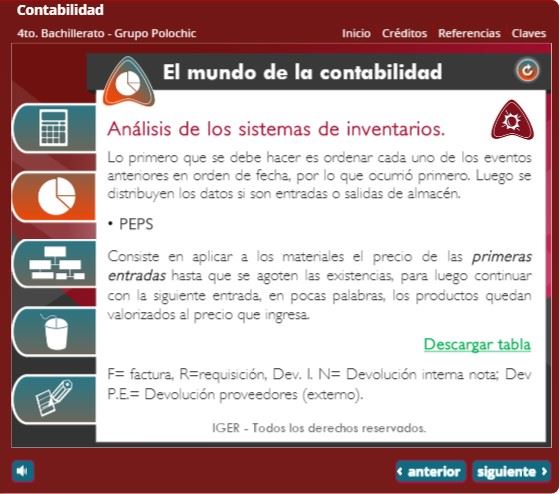 Contabilidad
4to. Bachillerato - Grupo Polochic
Inicio Créditos Referencias Claves
El mundo de la contabilidad
Análisis de los sistemas de inventarios.
Lo primero que se debe hacer es ordenar cada uno de los eventos
anteriores en orden de fecha, por lo que ocurrió primero. Luego se
distribuyen los datos si son entradas o salidas de almacén.
• PEPS
Consiste en aplicar a los materiales el precio de las primeras
entradas hasta que se agoten las existencias, para luego continuar
con la siguiente entrada, en pocas palabras, los productos quedan
valorizados al precio que ingresa.
Descargar tabla
F= factura, R=requisición, Dev. I. N= Devolución interna nota; Dev
P.E.= Devolución proveedores (externo).
IGER - Todos los derechos reservados.
‹ anterior siguiente ›